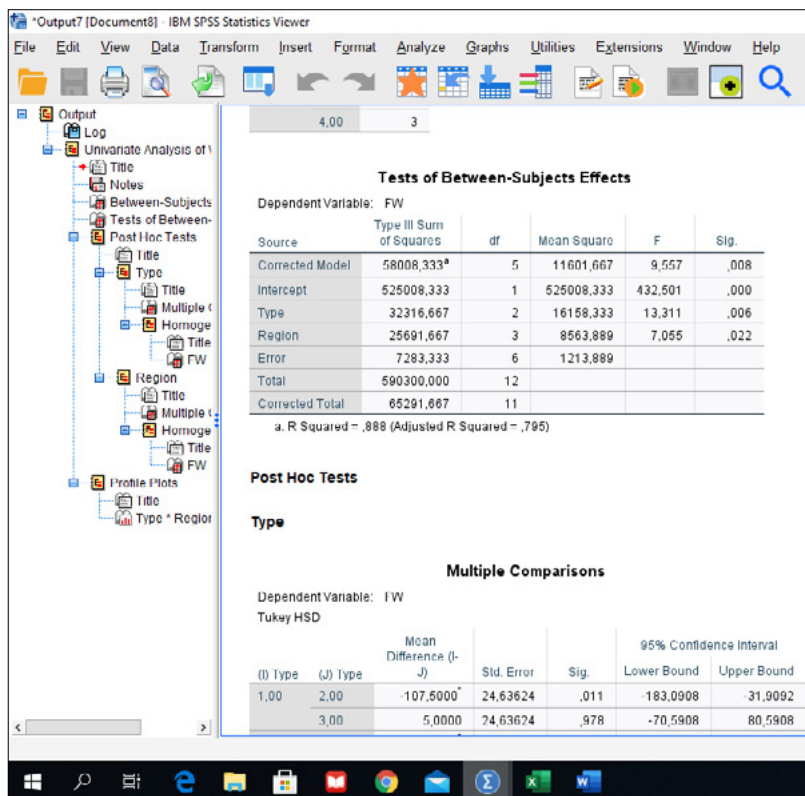 *Output7 [Document8] - IBM SPSS Statistics Viewer
File Edit View Data Transform Insert Format Analyze Graphs Utilities Extensions Window Help
Output
Log
Univariate Analysis of V
Title
Notes
Between-Subjects
Tests of Between-
Post Hoc Tests
Title
Type
Title
Multiple C
Homoge
Title
FW
Region
Title
Multiple C
Homoge
Title
FW
Profile Plots
Title
Type * Region
4,00 3
Tests of Between-Subjects Effects
Dependent Variable: FW
Source Type III Sum of Squares df Mean Square F Sig.
Corrected Model 58008,333a 5 11601,667 9,557 ,008
Intercept 525008,333 1 525008,333 432,501 ,000
Type 32316,667 2 16158,333 13,311 ,006
Region 25691,667 3 8563,889 7,055 ,022
Error 7283,333 6 1213,889
Total 590300,000 12
Corrected Total 65291,667 11
a. R Squared = ,888 (Adjusted R Squared = ,795)
Post Hoc Tests
Type
Multiple Comparisons
Dependent Variable: FW
Tukey HSD
(I) Type (J) Type Mean Difference (I-J) Std. Error Sig. 95% Confidence Interval
Lower Bound Upper Bound
1,00 2,00 -107,5000* 24,63624 ,011 -183,0908 -31,9092
3,00 5,0000 24,63624 ,978 -70,5908 80,5908